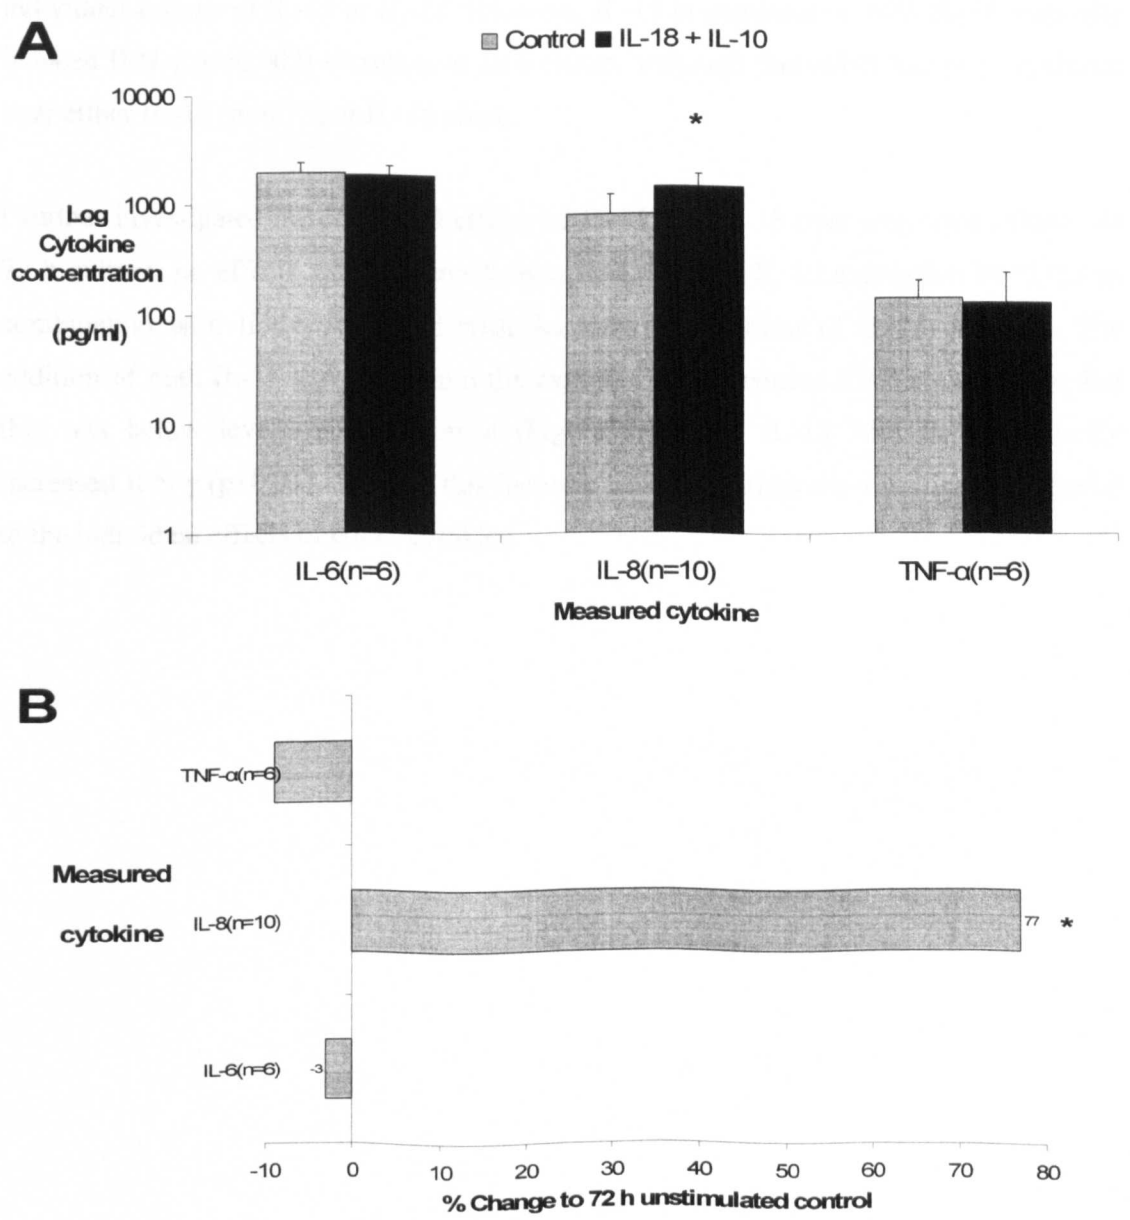 A
Control IL-18 + IL-10
10000
*
1000
Log
Cytokine
concentration
(pg/ml)
100
10
1
IL-6(n=6) IL-8(n=10) TNF-α(n=6)
Measured cytokine
B
TNF-α(n=6)
Measured
cytokine
IL-8(n=10) 77 *
IL-6(n=6) -3
-10 0 10 20 30 40 50 60 70 80
% Change to 72 h unstimulated control